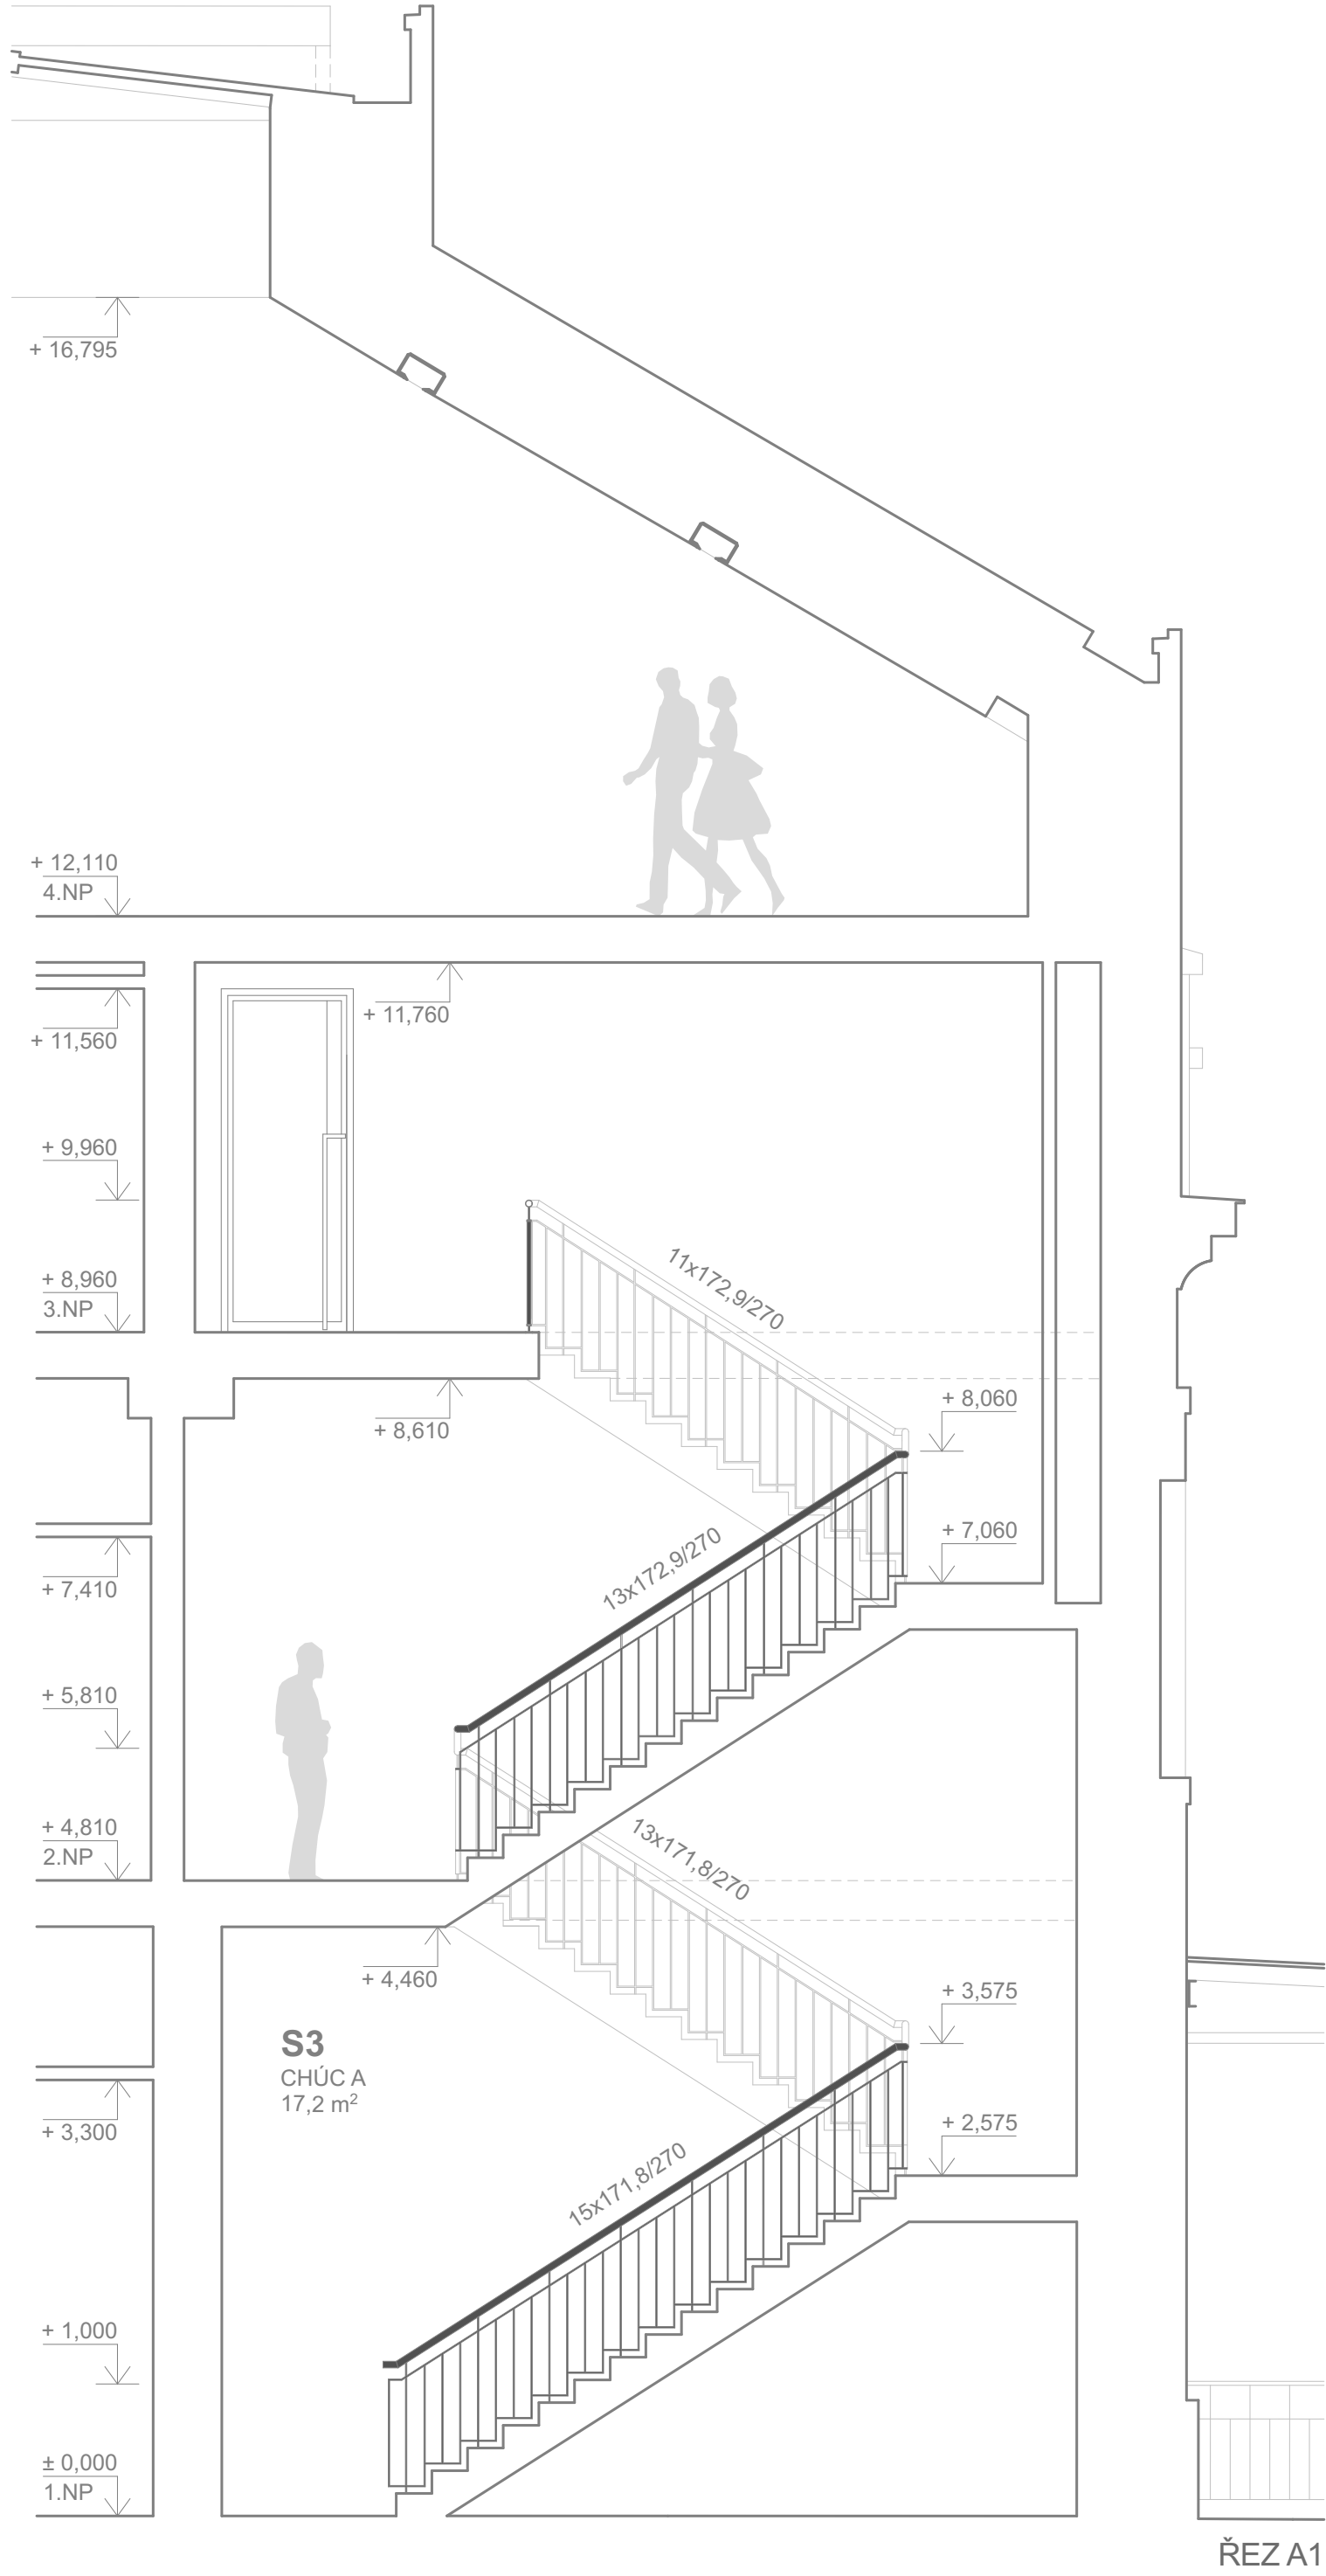 + 16,795
+ 12,110
4.NP
+ 11,760
+ 11,560
+ 9,960
11x172,9/270
+ 8,960
3.NP
+ 8,060
+ 8,610
+ 7,060
13x172,9/270
+ 7,410
+ 5,810
+ 4,810
2.NP
13x171,8/270
+ 4,460
+ 3,575
S3
CHÚC A
17,2 m²
+ 3,300
+ 2,575
15x171,8/270
+ 1,000
± 0,000
1.NP
ŘEZ A1